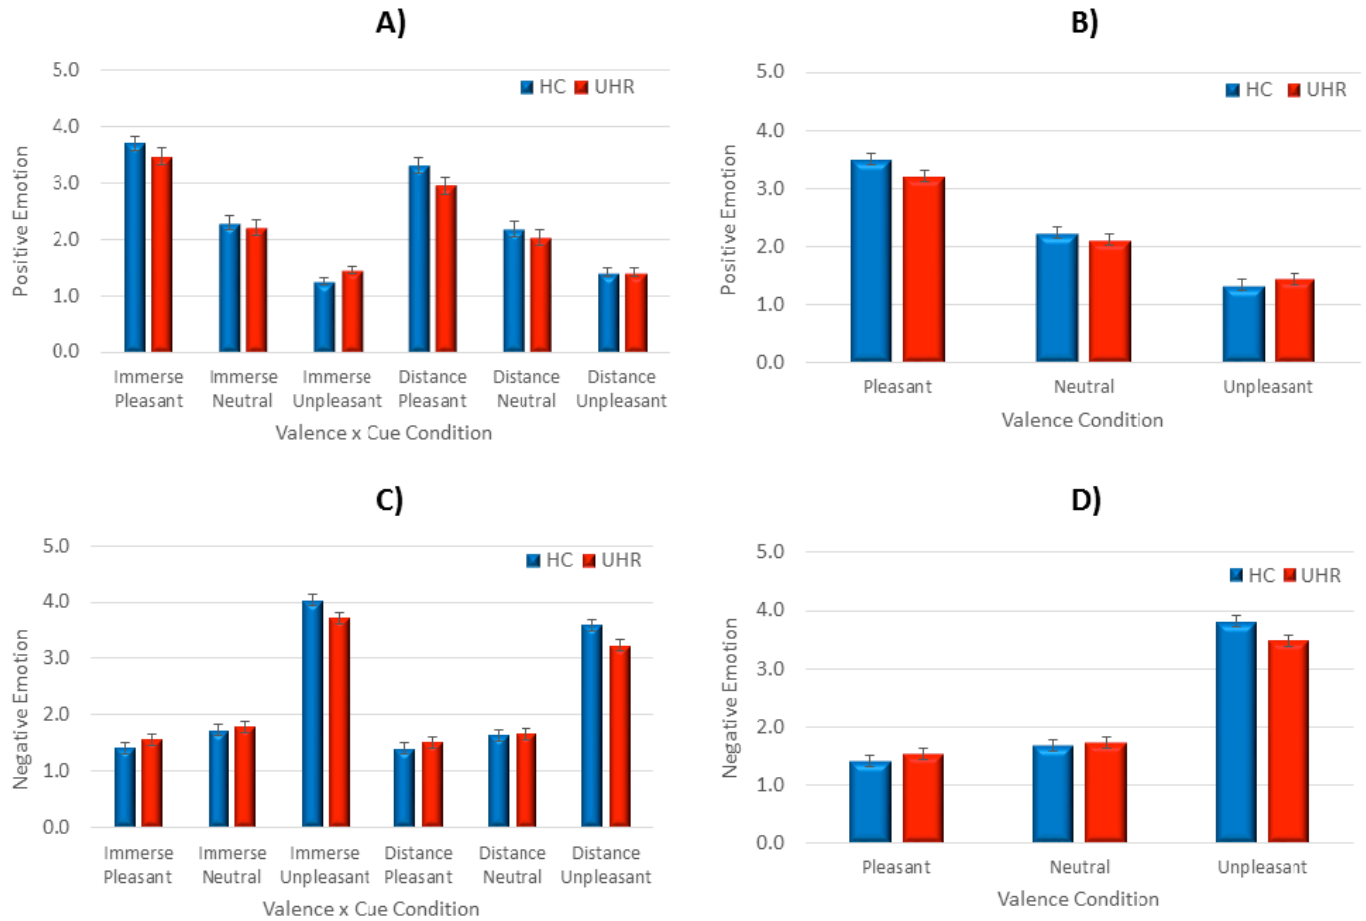 A)
5.0
HC UHR
4.0
3.0
2.0
1.0
0.0
Positive Emotion
Immerse Pleasant
Immerse Neutral
Immerse Unpleasant
Distance Pleasant
Distance Neutral
Distance Unpleasant
Valence x Cue Condition
B)
5.0
HC UHR
4.0
3.0
2.0
1.0
0.0
Positive Emotion
Pleasant Neutral Unpleasant
Valence Condition
C)
5.0
HC UHR
4.0
3.0
2.0
1.0
0.0
Negative Emotion
Immerse Pleasant
Immerse Neutral
Immerse Unpleasant
Distance Pleasant
Distance Neutral
Distance Unpleasant
Valence x Cue Condition
D)
5.0
HC UHR
4.0
3.0
2.0
1.0
0.0
Negative Emotion
Pleasant Neutral Unpleasant
Valence Condition